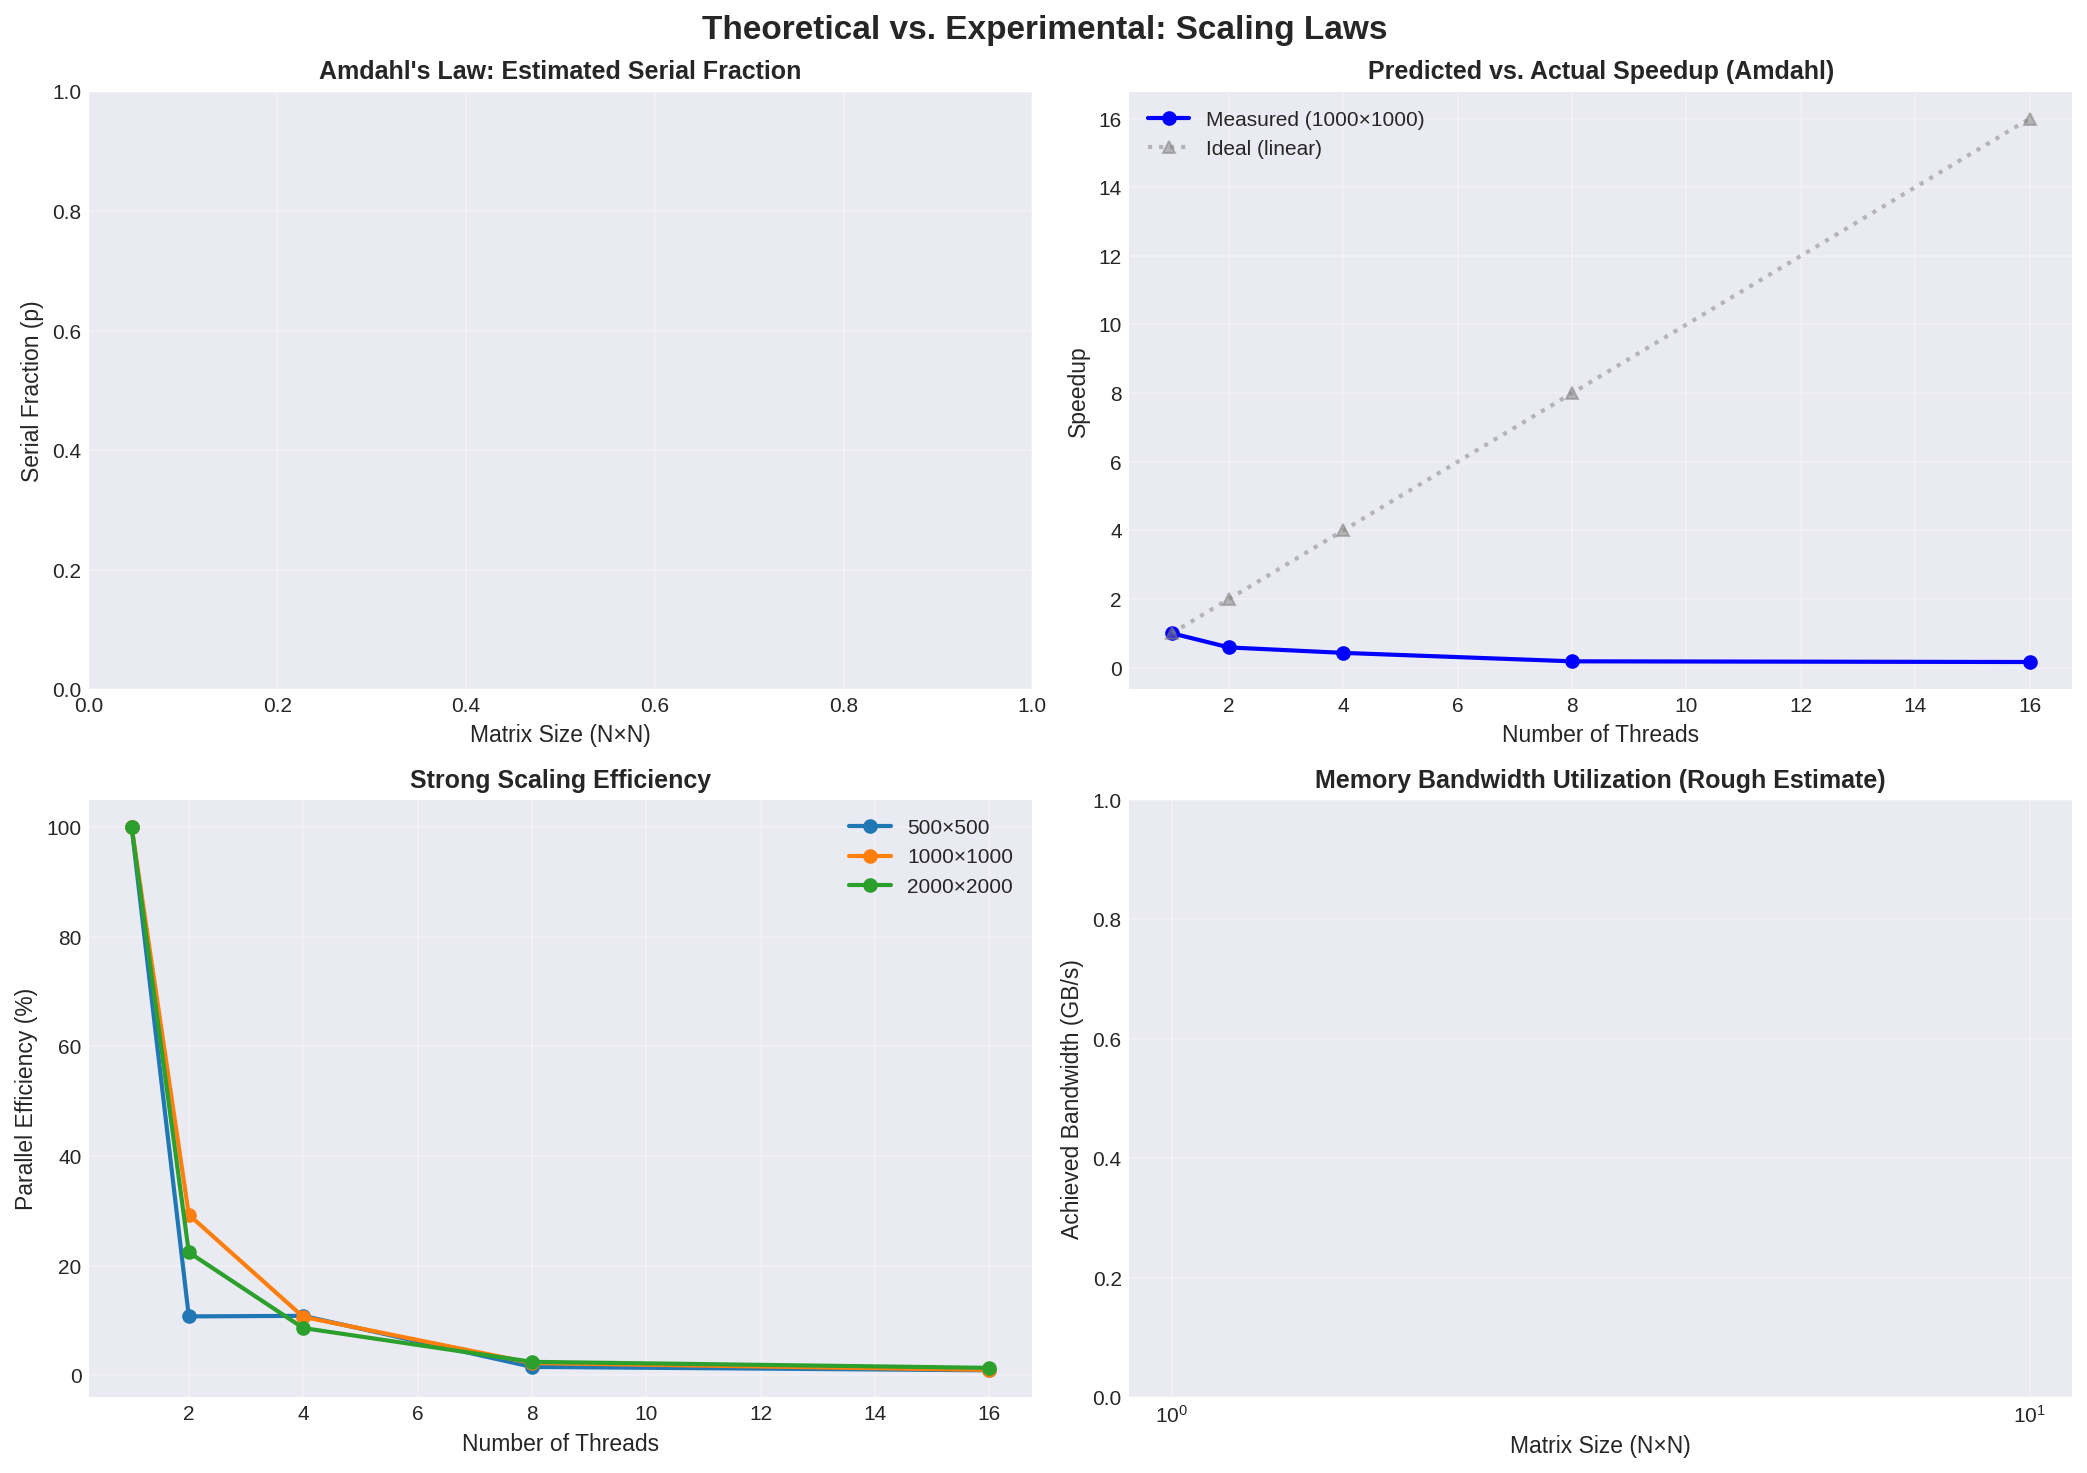 Theoretical vs. Experimental: Scaling Laws
Amdahl's Law: Estimated Serial Fraction
1.0
0.8
0.6
0.4
0.2
0.0
Serial Fraction (p)
0.0 0.2 0.4 0.6 0.8 1.0
Matrix Size (N×N)
Predicted vs. Actual Speedup (Amdahl)
Measured (1000×1000)
Ideal (linear)
16
14
12
10
8
6
4
2
0
Speedup
2 4 6 8 10 12 14 16
Number of Threads
Strong Scaling Efficiency
500×500
1000×1000
2000×2000
100
80
60
40
20
0
Parallel Efficiency (%)
2 4 6 8 10 12 14 16
Number of Threads
Memory Bandwidth Utilization (Rough Estimate)
1.0
0.8
0.6
0.4
0.2
0.0
Achieved Bandwidth (GB/s)
10⁰ 10¹
Matrix Size (N×N)